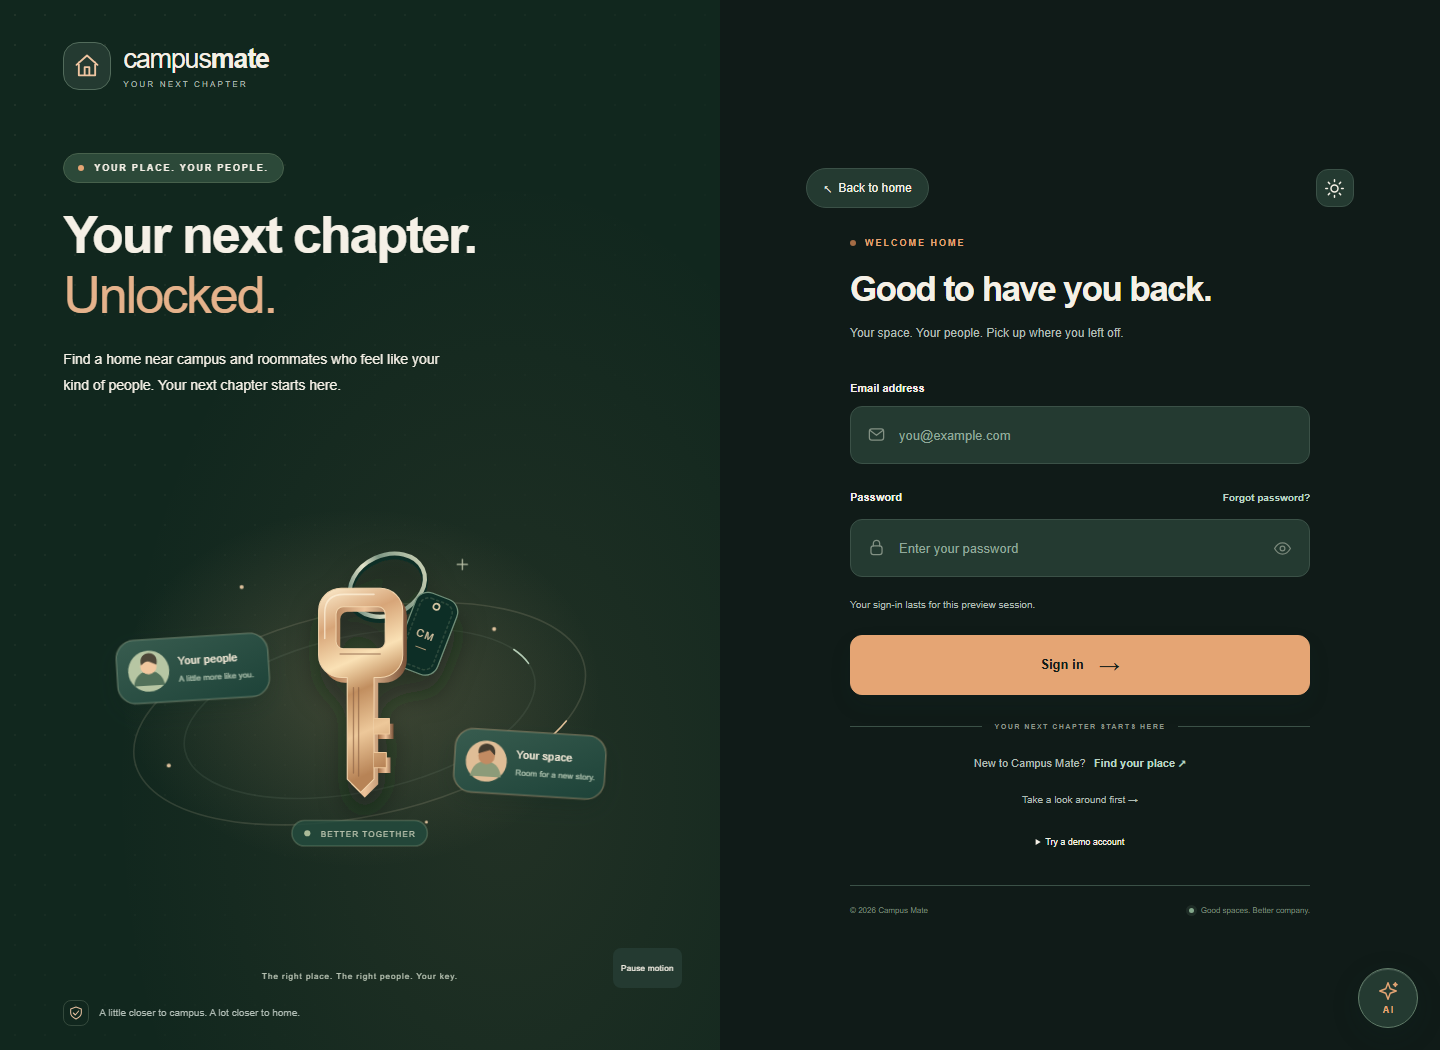 campusmate
YOUR NEXT CHAPTER
YOUR PLACE. YOUR PEOPLE.
Your next chapter.
Unlocked.
Find a home near campus and roommates who feel like your
kind of people. Your next chapter starts here.
CM
Your people
A little more like you.
Your space
Room for a new story.
BETTER TOGETHER
The right place. The right people. Your key.
Pause motion
A little closer to campus. A lot closer to home.
↖ Back to home
WELCOME HOME
Good to have you back.
Your space. Your people. Pick up where you left off.
Email address
you@example.com
Password
Forgot password?
Enter your password
Your sign-in lasts for this preview session.
Sign in →
YOUR NEXT CHAPTER STARTS HERE
New to Campus Mate? Find your place ↗
Take a look around first →
▶ Try a demo account
© 2026 Campus Mate
Good spaces. Better company.
AI